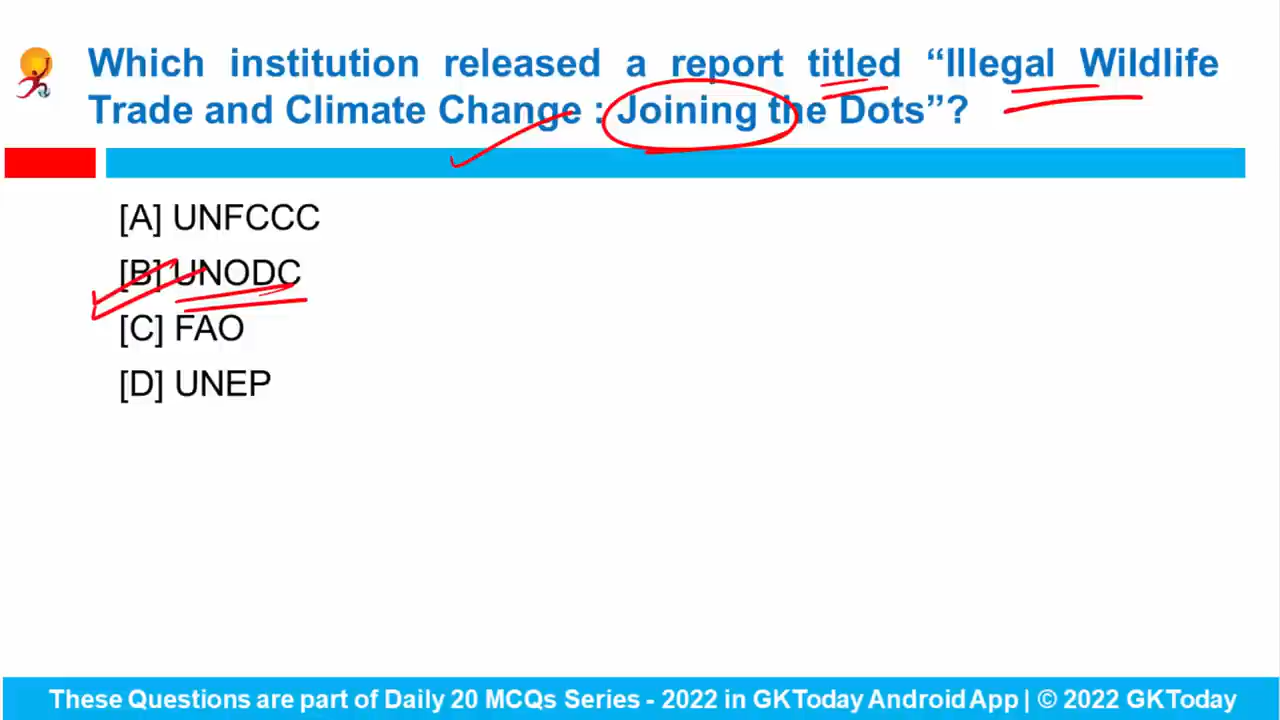 Which institution released a report titled “Illegal Wildlife
Trade and Climate Change : Joining the Dots”?
[A] UNFCCC
[B] UNODC
[C] FAO
[D] UNEP
These Questions are part of Daily 20 MCQs Series - 2022 in GKToday Android App | © 2022 GKToday